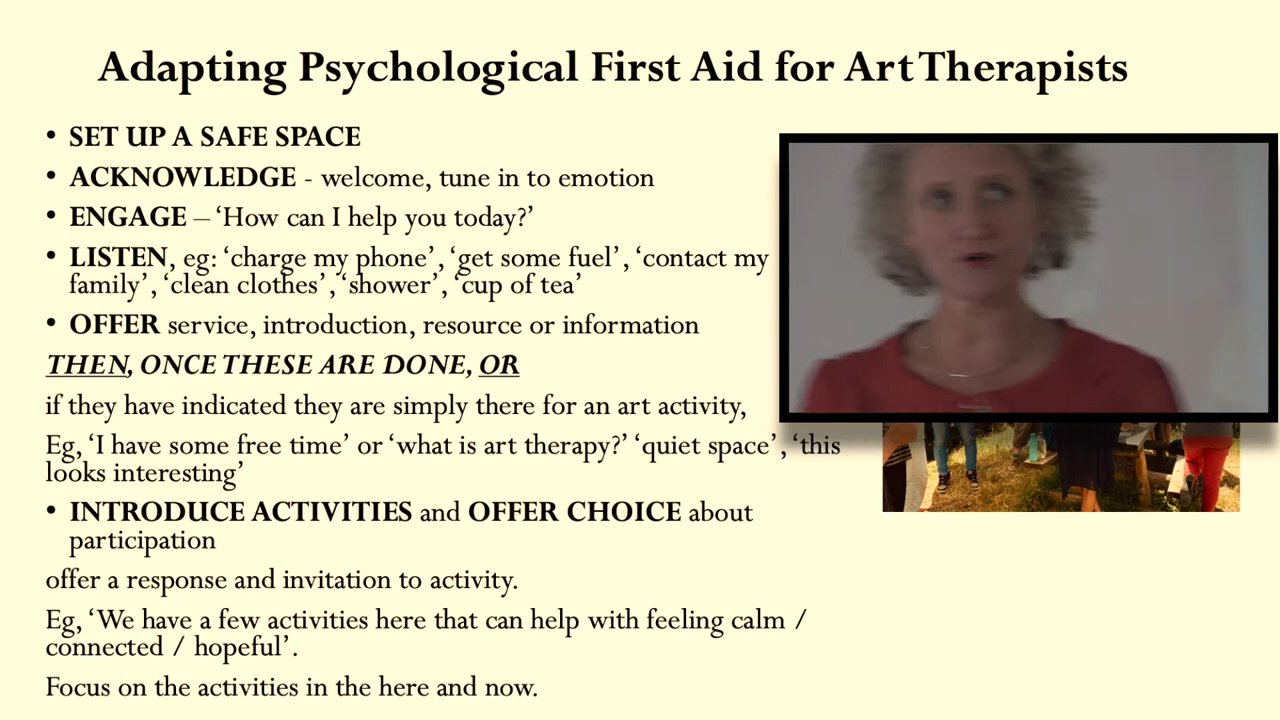 Adapting Psychological First Aid for Art Therapists
• SET UP A SAFE SPACE
• ACKNOWLEDGE - welcome, tune in to emotion
• ENGAGE – ‘How can I help you today?’
• LISTEN, eg: ‘charge my phone’, ‘get some fuel’, ‘contact my
family’, ‘clean clothes’, ‘shower’, ‘cup of tea’
• OFFER service, introduction, resource or information
THEN, ONCE THESE ARE DONE, OR
if they have indicated they are simply there for an art activity,
Eg, ‘I have some free time’ or ‘what is art therapy?’ ‘quiet space’, ‘this
looks interesting’
• INTRODUCE ACTIVITIES and OFFER CHOICE about
participation
offer a response and invitation to activity.
Eg, ‘We have a few activities here that can help with feeling calm /
connected / hopeful’.
Focus on the activities in the here and now.